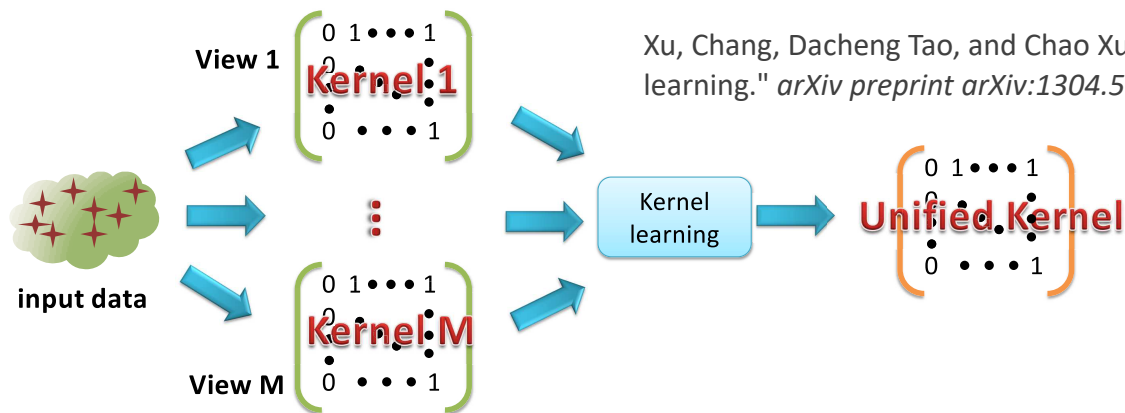 View 1
0 1 • • • 1
0
Kernel 1
0 • • • 1
Xu, Chang, Dacheng Tao, and Chao Xu
learning." arXiv preprint arXiv:1304.5
input data
Kernel
learning
0 1 • • • 1
0
Unified Kernel
0 • • • 1
0 1 • • • 1
0
Kernel M
0 • • • 1
View M